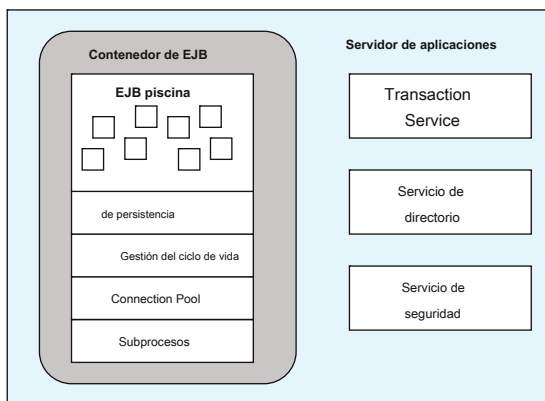 Contenedor de EJB
EJB piscina
de persistencia
Gestión del ciclo de vida
Connection Pool
Subprocesos
Servidor de aplicaciones
Transaction
Service
Servicio de
directorio
Servicio de
seguridad